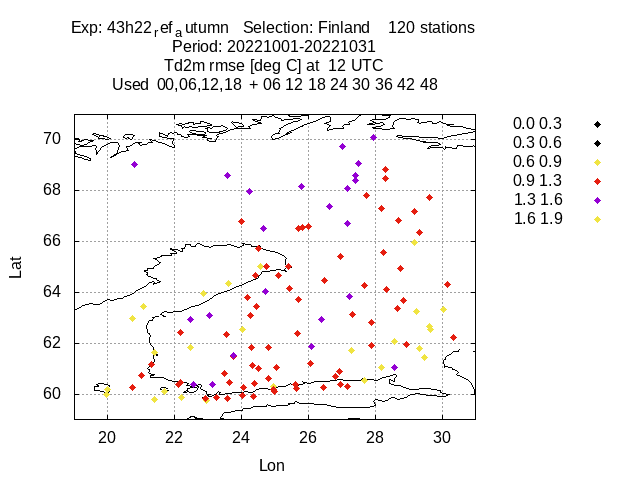 Exp: 43h22refautumn Selection: Finland 120 stations
Period: 20221001-20221031
Td2m rmse [deg C] at 12 UTC
Used 00,06,12,18 + 06 12 18 24 30 36 42 48
0.0 0.3
0.3 0.6
0.6 0.9
0.9 1.3
1.3 1.6
1.6 1.9
70
68
66
64
62
60
Lat
20 22 24 26 28 30
Lon